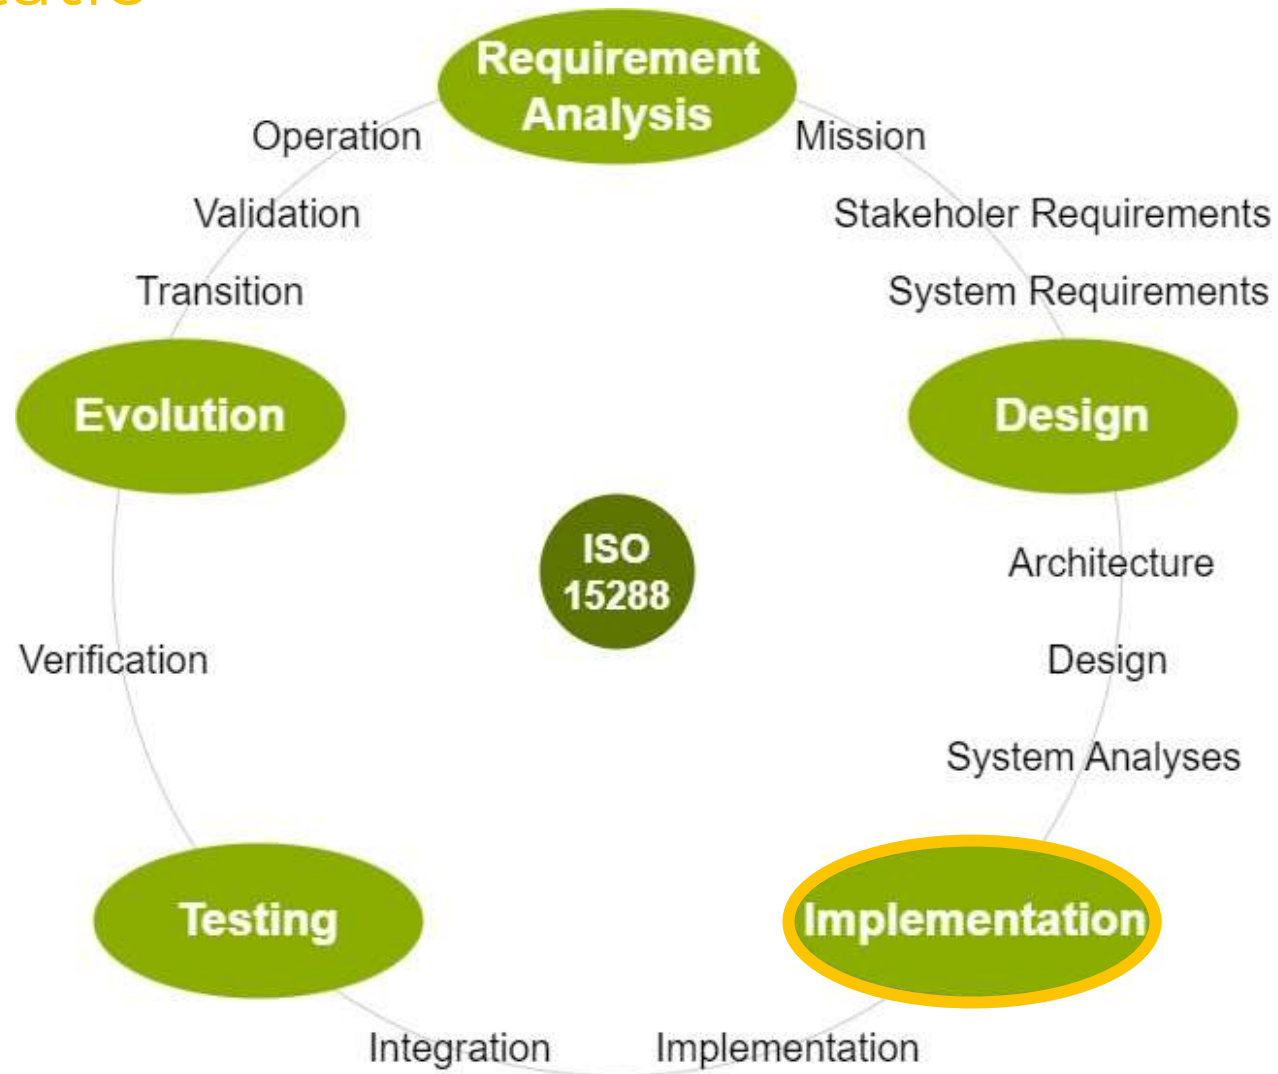 Requirement
Analysis
Operation
Mission
Validation
Stakeholer Requirements
Transition
System Requirements
Evolution
Design
ISO
15288
Architecture
Verification
Design
System Analyses
Testing
Implementation
Integration
Implementation